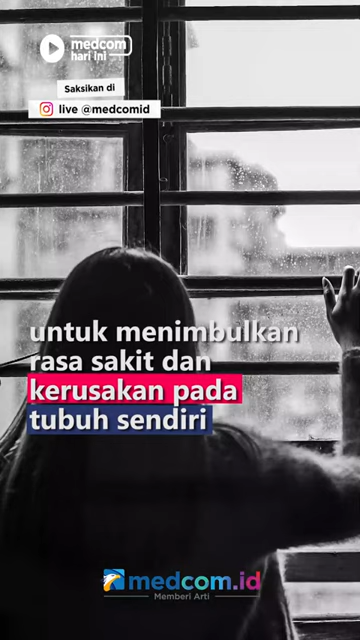 medcom
hari ini
Saksikan di
live @medcomid
untuk menimbulkan
rasa sakit dan
kerusakan pada
tubuh sendiri
medcom.id
Memberi Arti